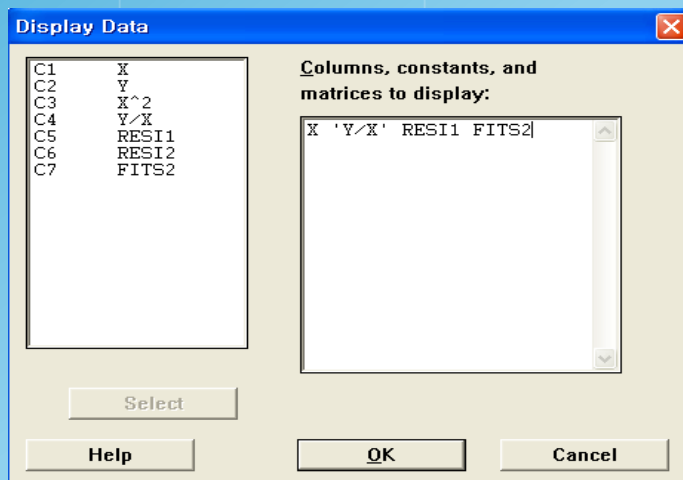 Display Data
C1 X
C2 Y
C3 X^2
C4 Y/X
C5 RESI1
C6 RESI2
C7 FITS2
Columns, constants, and
matrices to display:
X 'Y/X' RESI1 FITS2
Select
Help
OK
Cancel